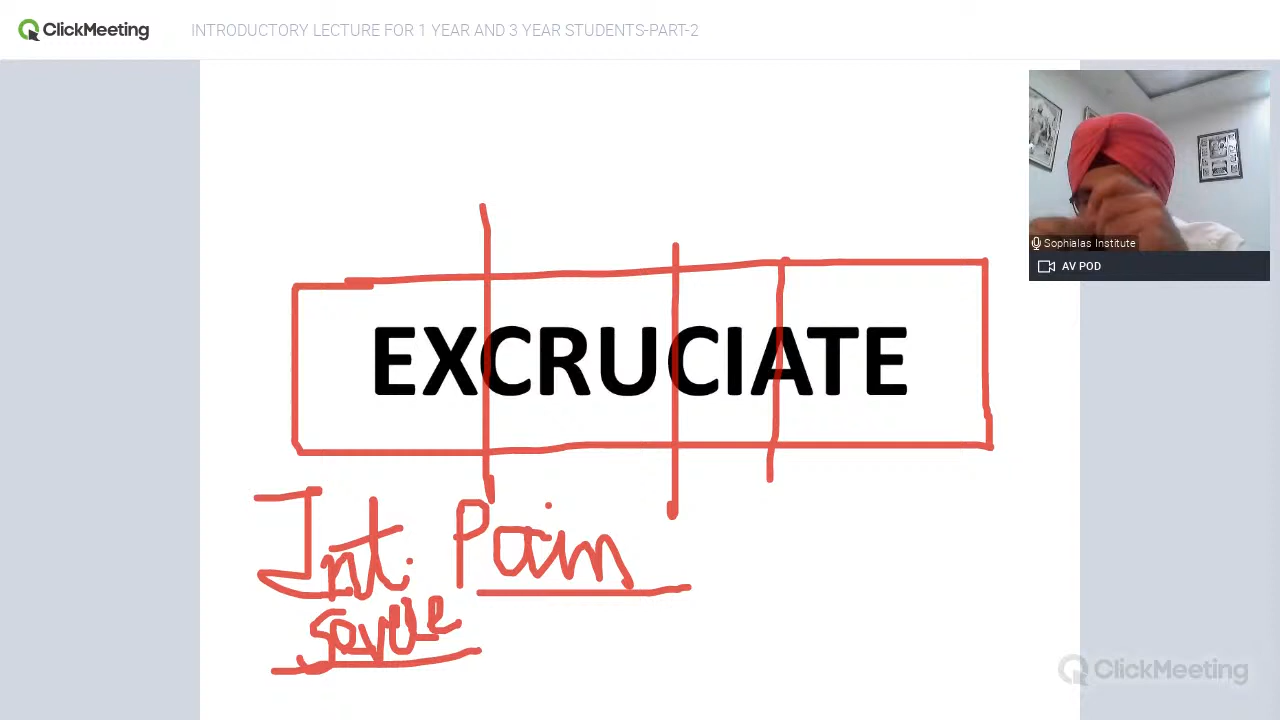 ClickMeeting INTRODUCTORY LECTURE FOR 1 YEAR AND 3 YEAR STUDENTS-PART-2
Sophialas Institute
AV POD
EXCRUCIATE
Int. Pain
severe
ClickMeeting